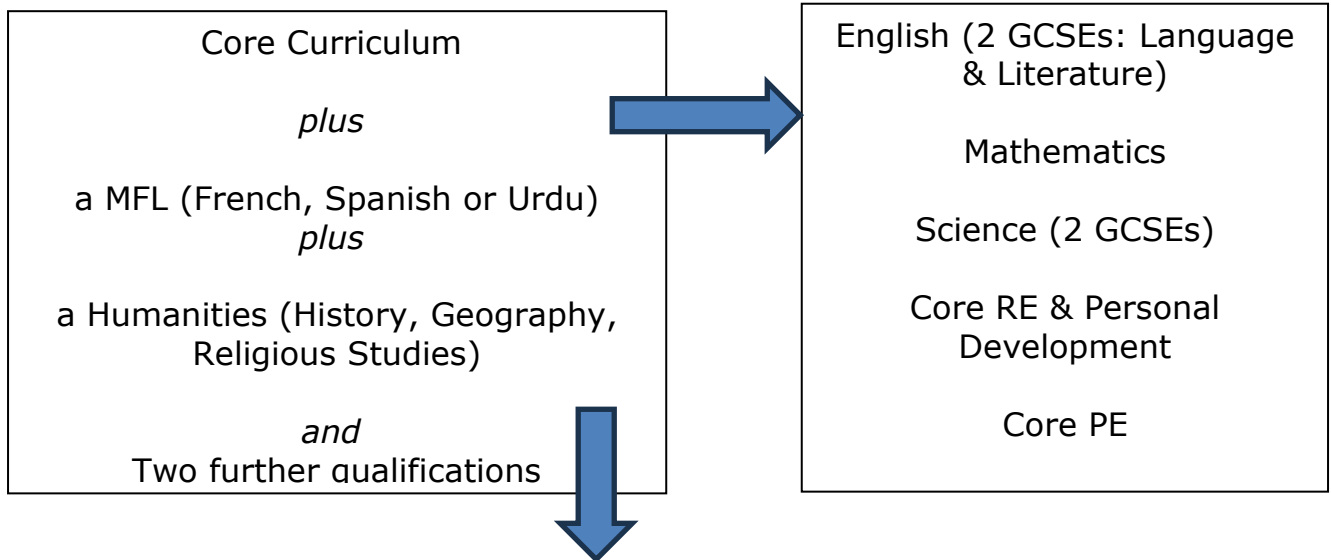 Core Curriculum
plus
a MFL (French, Spanish or Urdu)
plus
a Humanities (History, Geography,
Religious Studies)
and
Two further qualifications
English (2 GCSEs: Language
& Literature)
Mathematics
Science (2 GCSEs)
Core RE & Personal
Development
Core PE